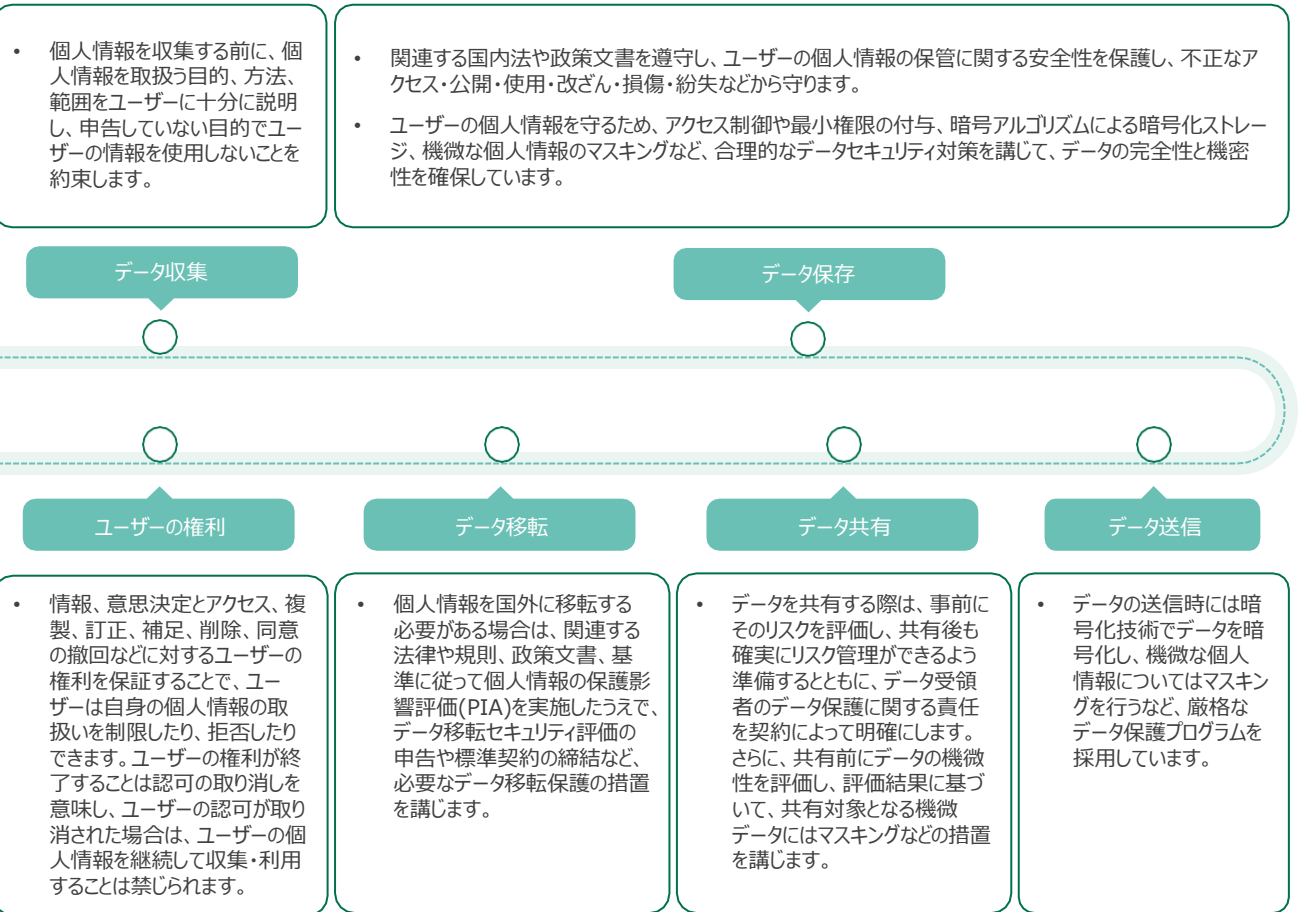 • 個人情報を収集する前に、個
人情報を取扱う目的、方法、
範囲をユーザーに十分に説明
し、申告していない目的でユー
ザーの情報を使用しないことを
約束します。
• 関連する国内法や政策文書を遵守し、ユーザーの個人情報の保管に関する安全性を保護し、不正なア
クセス・公開・使用・改ざん・損傷・紛失などから守ります。
• ユーザーの個人情報を守るため、アクセス制御や最小権限の付与、暗号アルゴリズムによる暗号化ストレー
ジ、機微な個人情報のマスキングなど、合理的なデータセキュリティ対策を講じて、データの完全性と機密
性を確保しています。
データ収集
データ保存
ユーザーの権利
データ移転
データ共有
データ送信
• 情報、意思決定とアクセス、複
製、訂正、補足、削除、同意
の撤回などに対するユーザーの
権利を保証することで、ユー
ザーは自身の個人情報の取
扱いを制限したり、拒否したり
できます。ユーザーの権利が終
了することは認可の取り消しを
意味し、ユーザーの認可が取り
消された場合は、ユーザーの個
人情報を継続して収集・利用
することは禁じられます。
• 個人情報を国外に移転する
必要がある場合は、関連する
法律や規則、政策文書、基
準に従って個人情報の保護影
響評価(PIA)を実施したうえで、
データ移転セキュリティ評価の
申告や標準契約の締結など、
必要なデータ移転保護の措置
を講じます。
• データを共有する際は、事前に
そのリスクを評価し、共有後も
確実にリスク管理ができるよう
準備するとともに、データ受領
者のデータ保護に関する責任
を契約によって明確にします。
さらに、共有前にデータの機微
性を評価し、評価結果に基づ
いて、共有対象となる機微
データにはマスキングなどの措置
を講じます。
• データの送信時には暗
号化技術でデータを暗
号化し、機微な個人
情報についてはマスキン
グを行うなど、厳格な
データ保護プログラムを
採用しています。